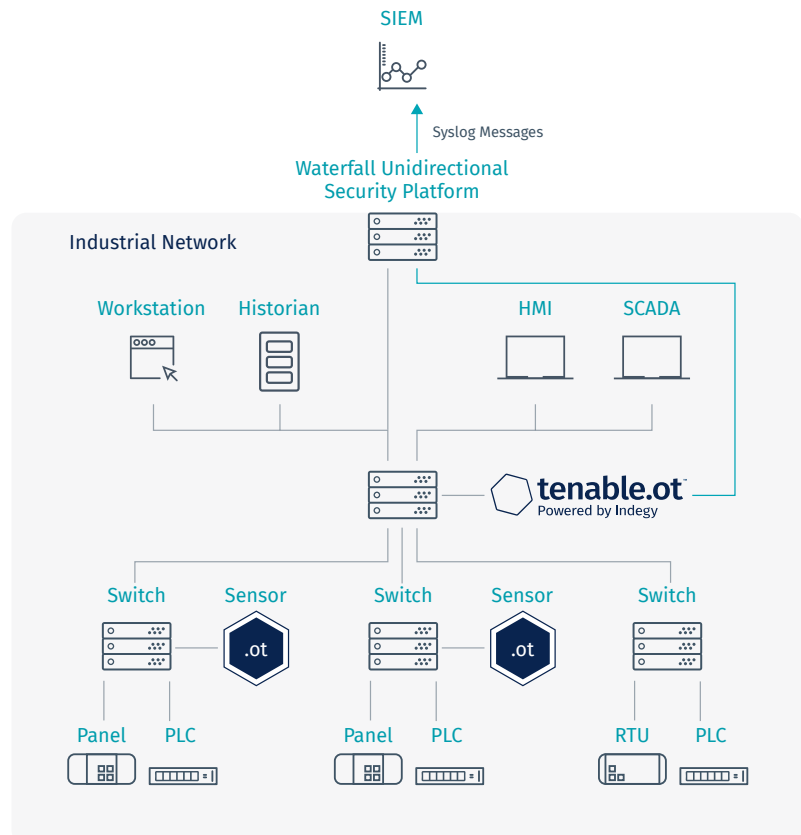 SIEM
Syslog Messages
Waterfall Unidirectional
Security Platform
Industrial Network
Workstation
Historian
HMI
SCADA
tenable.ot™
Powered by Indegy
Switch
Sensor
Switch
Sensor
Switch
.ot
.ot
Panel
PLC
Panel
PLC
RTU
PLC